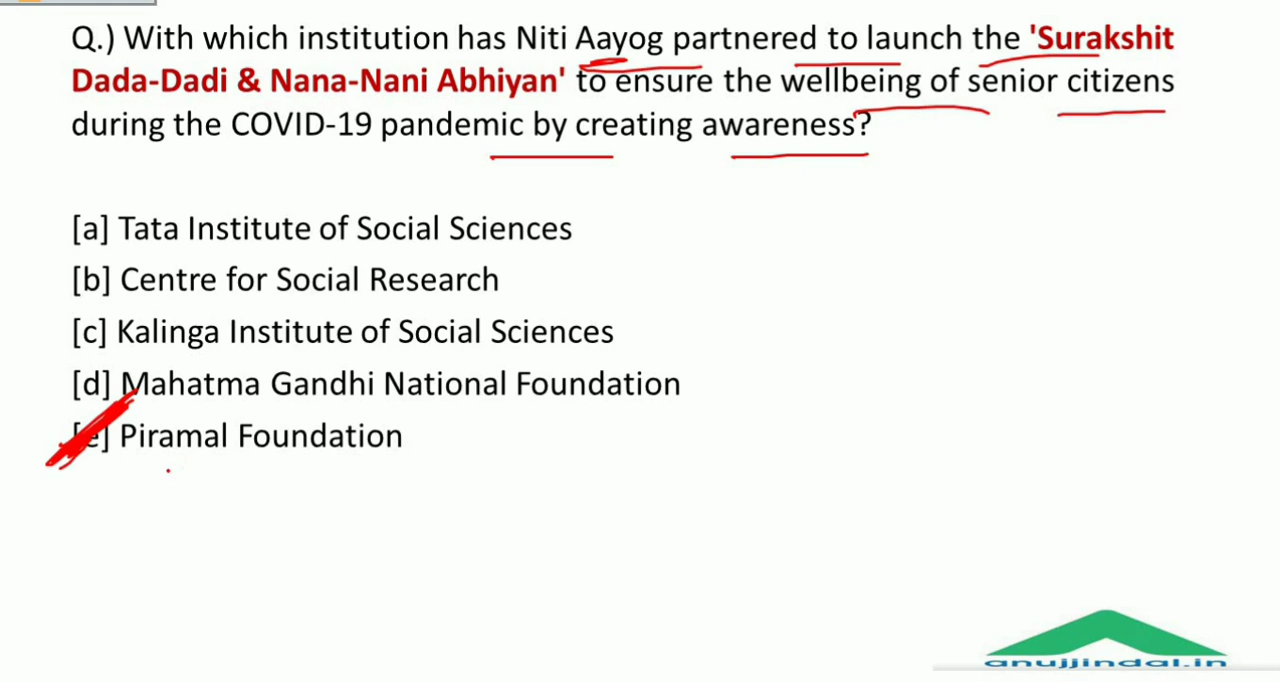 Q.) With which institution has Niti Aayog partnered to launch the 'Surakshit
Dada-Dadi & Nana-Nani Abhiyan' to ensure the wellbeing of senior citizens
during the COVID-19 pandemic by creating awareness?
[a] Tata Institute of Social Sciences
[b] Centre for Social Research
[c] Kalinga Institute of Social Sciences
[d] Mahatma Gandhi National Foundation
[e] Piramal Foundation
anujjindal.in